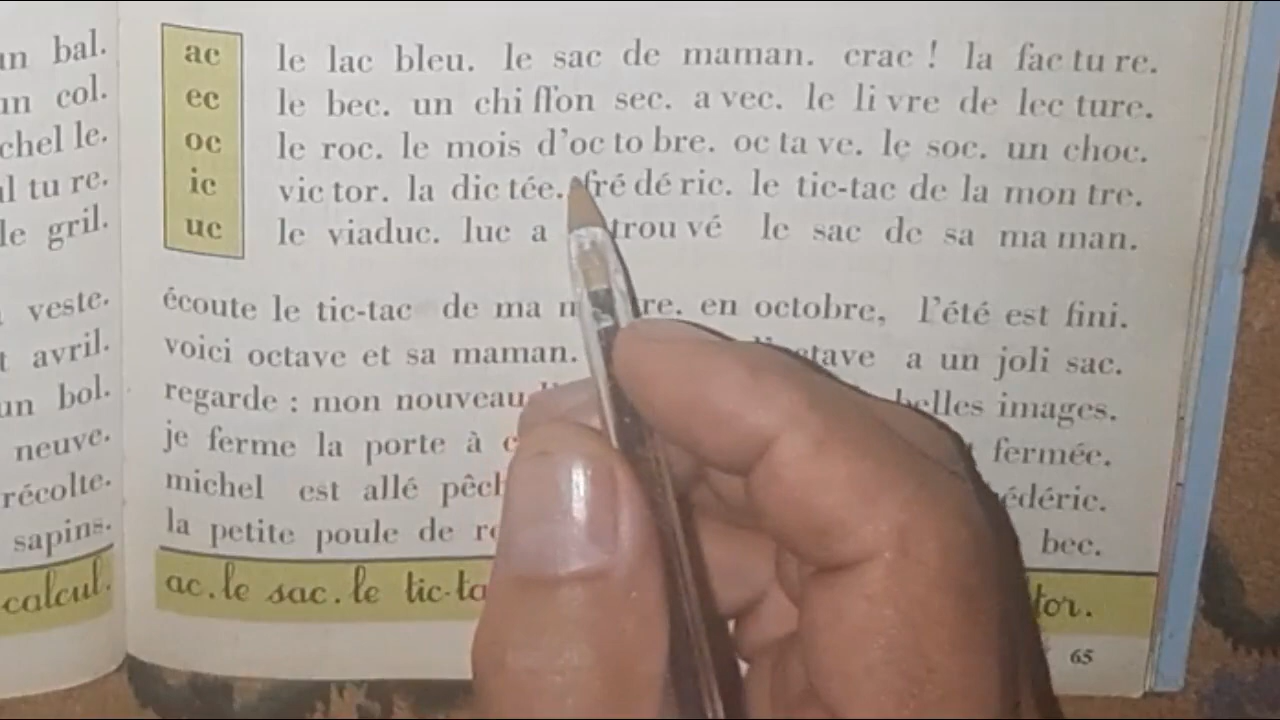 un bal.
un col.
chel le.
al tu re.
le gril.
veste.
avril.
un bol.
neuve.
récolte.
sapins.
calcul.
ac le lac bleu. le sac de maman. crac ! la fac tu re.
ec le bec. un chi ffon sec. a vec. le li vre de lec ture.
oc le roc. le mois d'oc to bre. oc ta ve. le soc. un choc.
ic vic tor. la dic tée. fré dé ric. le tic-tac de la mon tre.
uc le viaduc. luc a trou vé le sac de sa ma man.
écoute le tic-tac de ma re. en octobre, l'été est fini.
voici octave et sa maman. a un joli sac.
regarde : mon nouveau belles images.
je ferme la porte à fermée.
michel est allé
la petite poule de bec.
ac. le sac. le tic-ta tor.
65